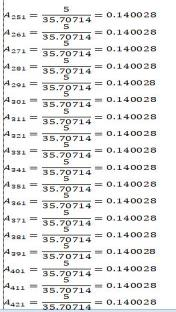 A₂₅₁ = 5/35.70714 = 0.140028
A₂₆₁ = 5/35.70714 = 0.140028
A₂₇₁ = 5/35.70714 = 0.140028
A₂₈₁ = 5/35.70714 = 0.140028
A₂₉₁ = 5/35.70714 = 0.140028
A₃₀₁ = 5/35.70714 = 0.140028
A₃₁₁ = 5/35.70714 = 0.140028
A₃₂₁ = 5/35.70714 = 0.140028
A₃₃₁ = 5/35.70714 = 0.140028
A₃₄₁ = 5/35.70714 = 0.140028
A₃₅₁ = 5/35.70714 = 0.140028
A₃₆₁ = 5/35.70714 = 0.140028
A₃₇₁ = 5/35.70714 = 0.140028
A₃₈₁ = 5/35.70714 = 0.140028
A₃₉₁ = 5/35.70714 = 0.140028
A₄₀₁ = 5/35.70714 = 0.140028
A₄₁₁ = 5/35.70714 = 0.140028
A₄₂₁ = 5/35.70714 = 0.140028